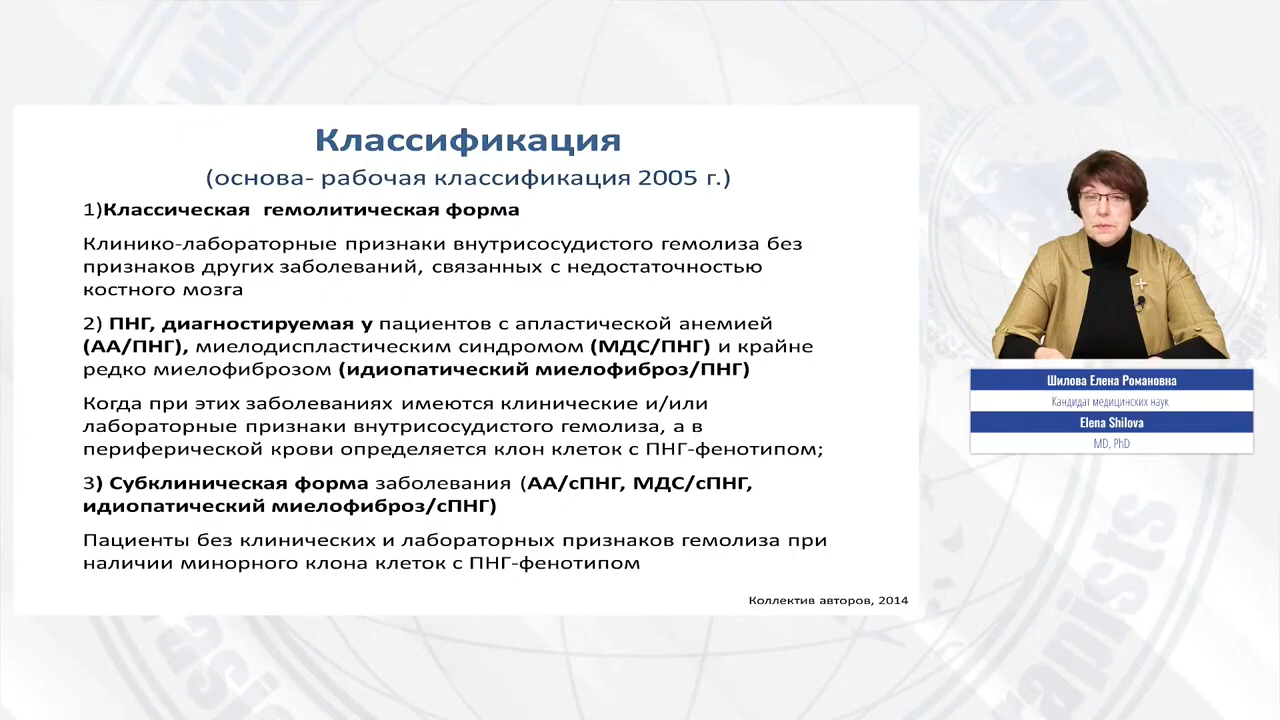 Классификация
(основа- рабочая классификация 2005 г.)
1)Классическая гемолитическая форма
Клинико-лабораторные признаки внутрисосудистого гемолиза без
признаков других заболеваний, связанных с недостаточностью
костного мозга
2) ПНГ, диагностируемая у пациентов с апластической анемией
(АА/ПНГ), миелодиспластическим синдромом (МДС/ПНГ) и крайне
редко миелофиброзом (идиопатический миелофиброз/ПНГ)
Когда при этих заболеваниях имеются клинические и/или
лабораторные признаки внутрисосудистого гемолиза, а в
периферической крови определяется клон клеток с ПНГ-фенотипом;
3) Субклиническая форма заболевания (АА/сПНГ, МДС/сПНГ,
идиопатический миелофиброз/сПНГ)
Пациенты без клинических и лабораторных признаков гемолиза при
наличии минорного клона клеток с ПНГ-фенотипом
Коллектив авторов, 2014
Шилова Елена Романовна
Кандидат медицинских наук
Elena Shilova
MD, PhD